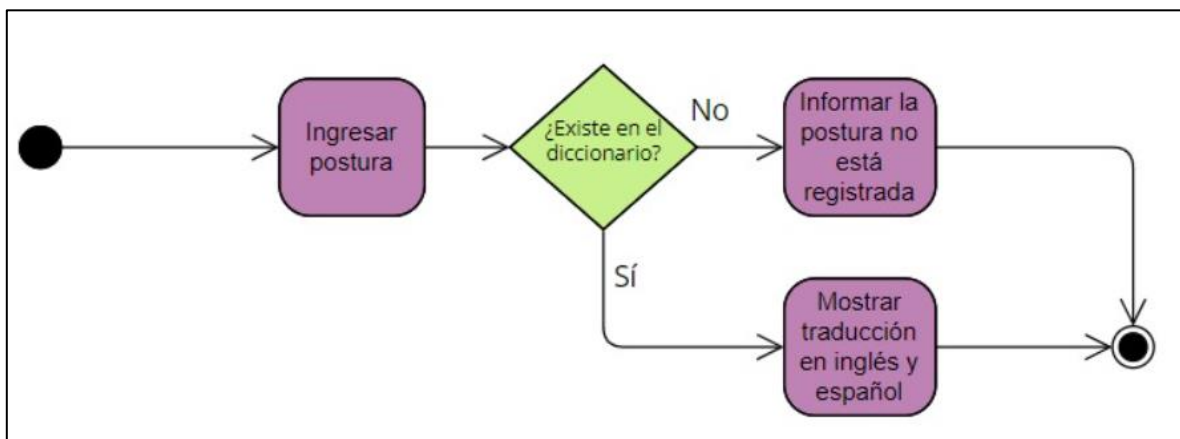 Ingresar
postura
¿Existe en el
diccionario?
No
Informar la
postura no
está
registrada
Sí
Mostrar
traducción
en inglés y
español